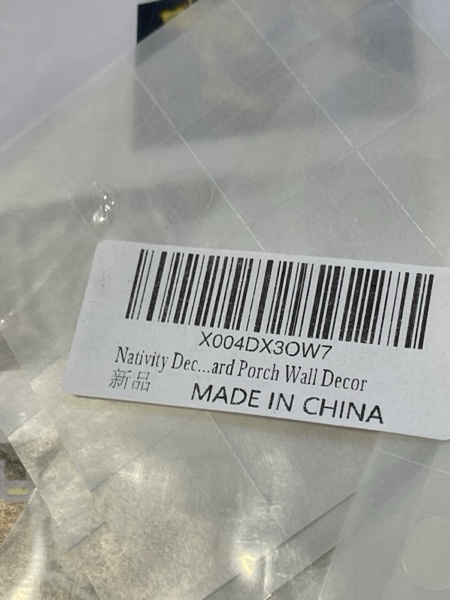 X004DX3OW7
Nativity Dec...ard Porch Wall Decor
新品
MADE IN CHINA